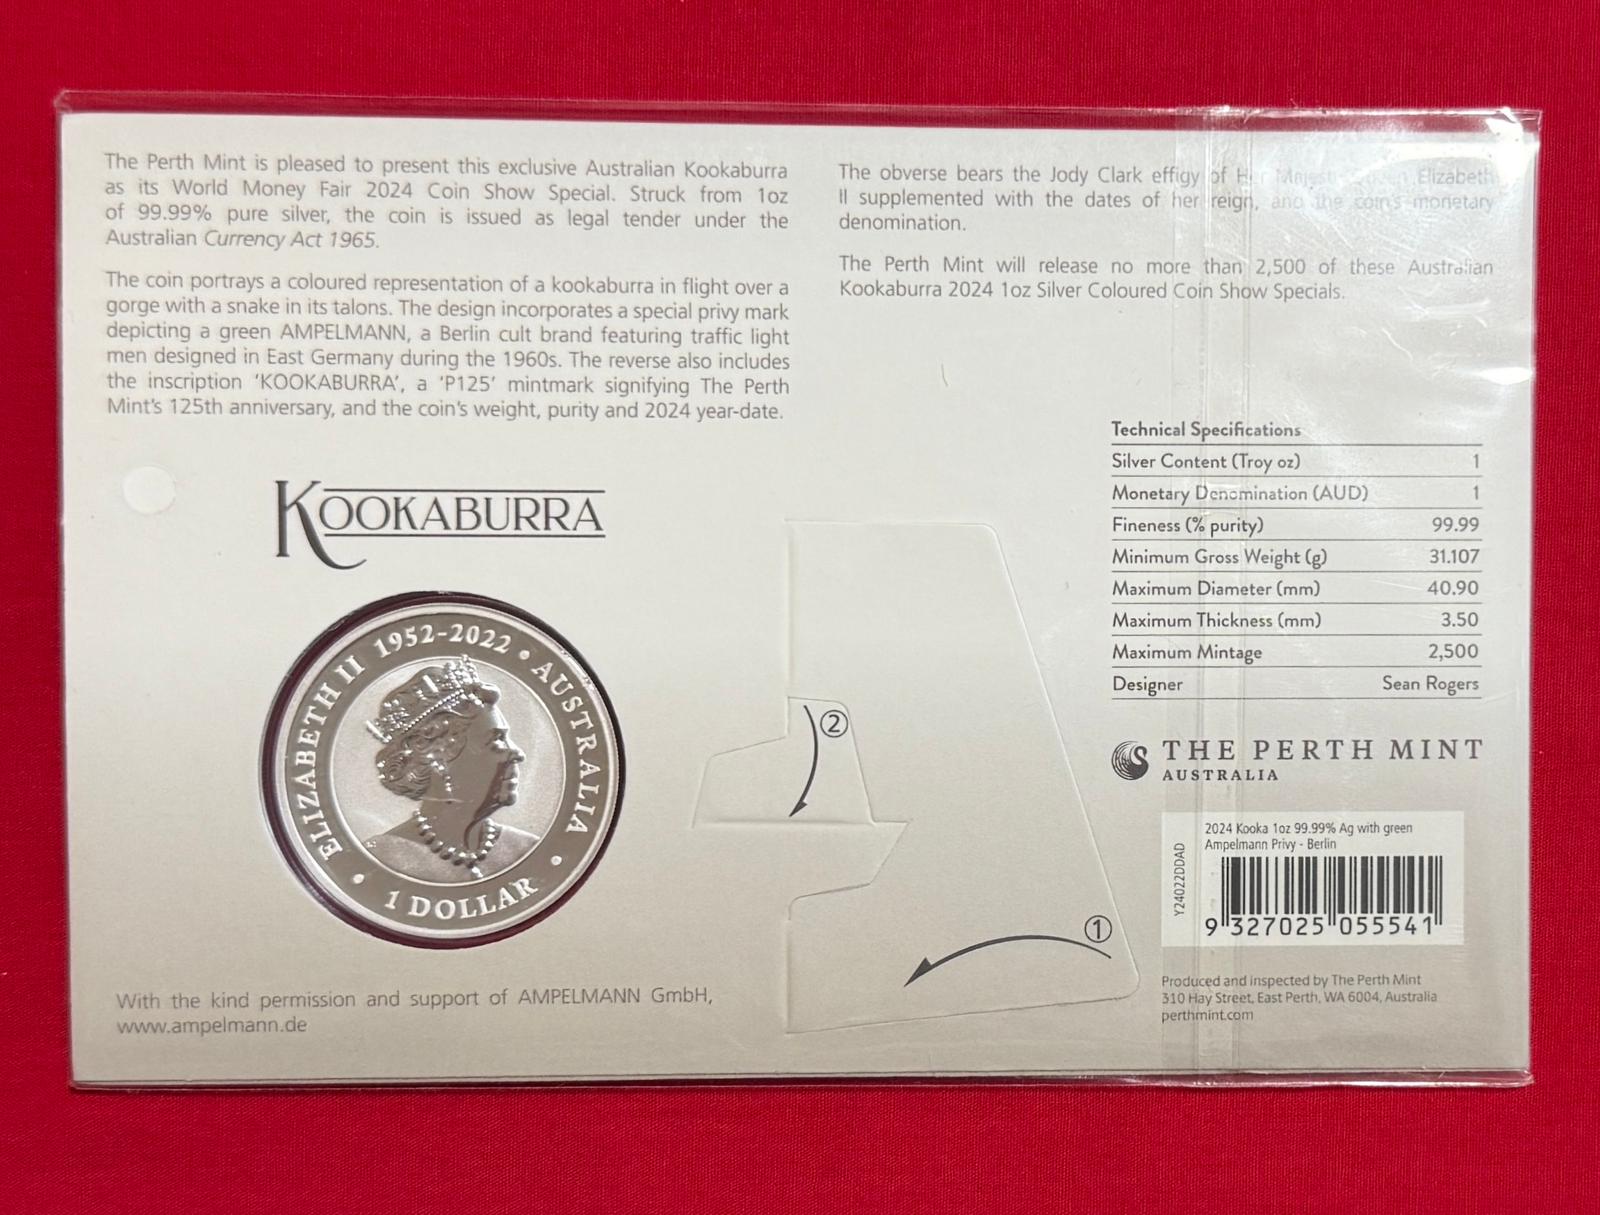 The Perth Mint is pleased to present this exclusive Australian Kookaburra
as its World Money Fair 2024 Coin Show Special. Struck from 1oz
of 99.99% pure silver, the coin is issued as legal tender under the
Australian Currency Act 1965.
The coin portrays a coloured representation of a kookaburra in flight over a
gorge with a snake in its talons. The design incorporates a special privy mark
depicting a green AMPELMANN, a Berlin cult brand featuring traffic light
men designed in East Germany during the 1960s. The reverse also includes
the inscription 'KOOKABURRA', a 'P125' mintmark signifying The Perth
Mint's 125th anniversary, and the coin's weight, purity and 2024 year-date.
The obverse bears the Jody Clark effigy of Her Majesty Queen Elizabeth
II supplemented with the dates of her reign, and the coin's monetary
denomination.
The Perth Mint will release no more than 2,500 of these Australian
Kookaburra 2024 1oz Silver Coloured Coin Show Specials.
KOOKABURRA
ELIZABETH II 1952-2022 • AUSTRALIA •
• 1 DOLLAR
With the kind permission and support of AMPELMANN GmbH,
www.ampelmann.de
②
①
Technical Specifications
Silver Content (Troy oz) 1
Monetary Denomination (AUD) 1
Fineness (% purity) 99.99
Minimum Gross Weight (g) 31.107
Maximum Diameter (mm) 40.90
Maximum Thickness (mm) 3.50
Maximum Mintage 2,500
Designer Sean Rogers
THE PERTH MINT
AUSTRALIA
2024 Kooka 1oz 99.99% Ag with green
Ampelmann Privy - Berlin
Y24022DDAD
9 327025 055541
Produced and inspected by The Perth Mint
310 Hay Street, East Perth, WA 6004, Australia
perthmint.com